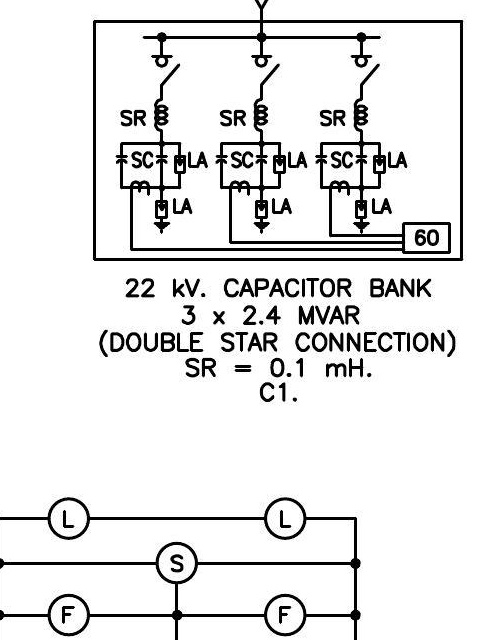 SR SR SR
SC LA SC LA SC LA
LA LA LA
60
22 kV. CAPACITOR BANK
3 x 2.4 MVAR
(DOUBLE STAR CONNECTION)
SR = 0.1 mH.
C1.
L L
S
F F